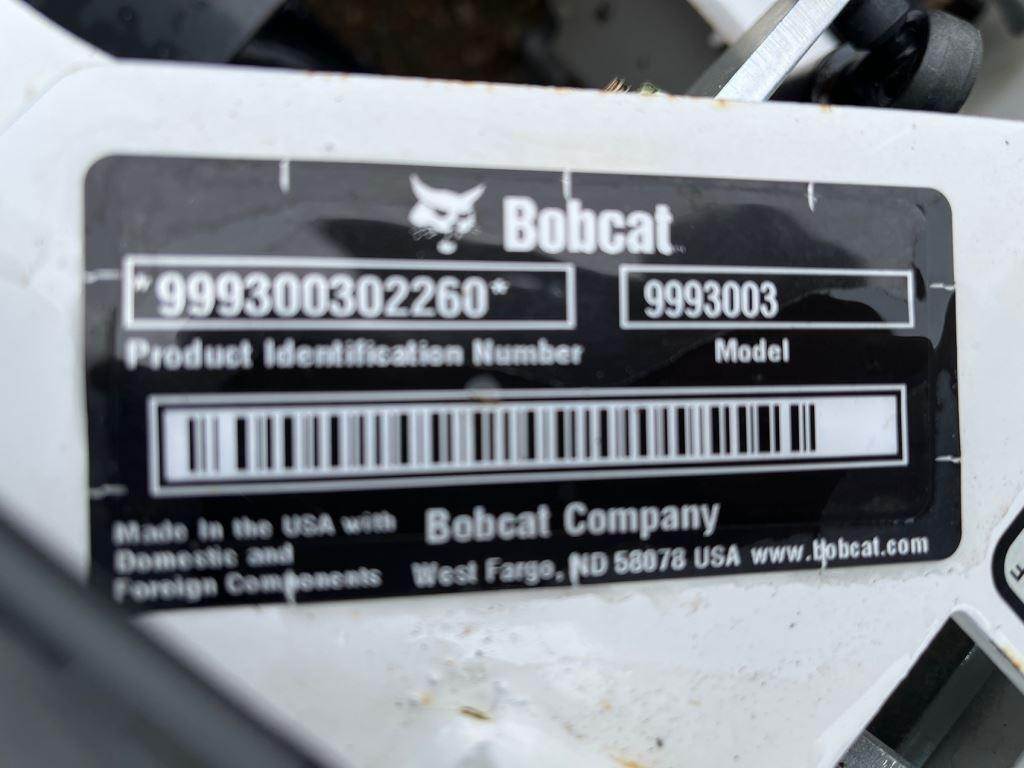 Bobcat
*999300302260*
9993003
Product Identification Number
Model
Made In the USA with
Domestic and
Foreign Components
Bobcat Company
West Fargo, ND 58078 USA www.bobcat.com